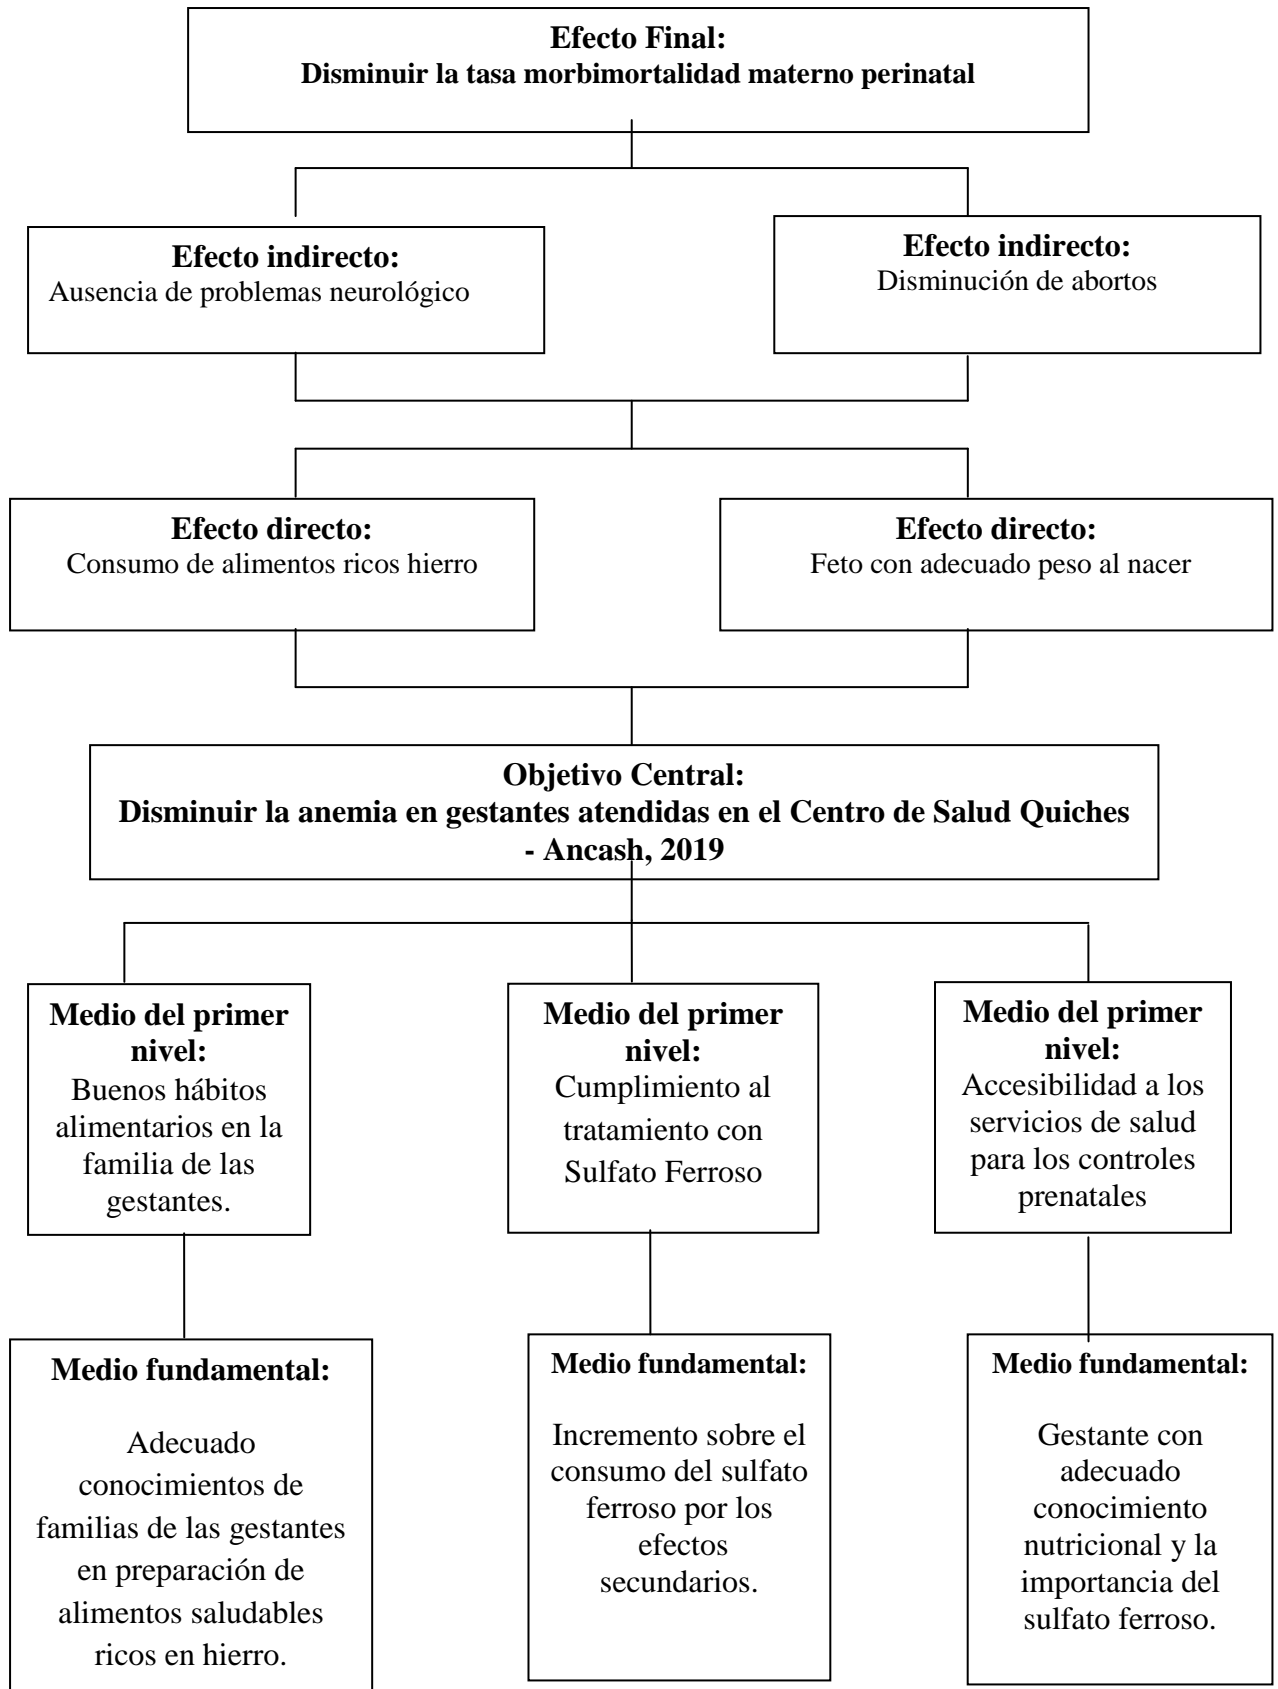 Efecto Final:
Disminuir la tasa morbimortalidad materno perinatal
Efecto indirecto:
Ausencia de problemas neurológico
Efecto indirecto:
Disminución de abortos
Efecto directo:
Consumo de alimentos ricos hierro
Efecto directo:
Feto con adecuado peso al nacer
Objetivo Central:
Disminuir la anemia en gestantes atendidas en el Centro de Salud Quiches
- Ancash, 2019
Medio del primer
nivel:
Buenos hábitos
alimentarios en la
familia de las
gestantes.
Medio del primer
nivel:
Cumplimiento al
tratamiento con
Sulfato Ferroso
Medio del primer
nivel:
Accesibilidad a los
servicios de salud
para los controles
prenatales
Medio fundamental:
Adecuado
conocimientos de
familias de las gestantes
en preparación de
alimentos saludables
ricos en hierro.
Medio fundamental:
Incremento sobre el
consumo del sulfato
ferroso por los
efectos
secundarios.
Medio fundamental:
Gestante con
adecuado
conocimiento
nutricional y la
importancia del
sulfato ferroso.